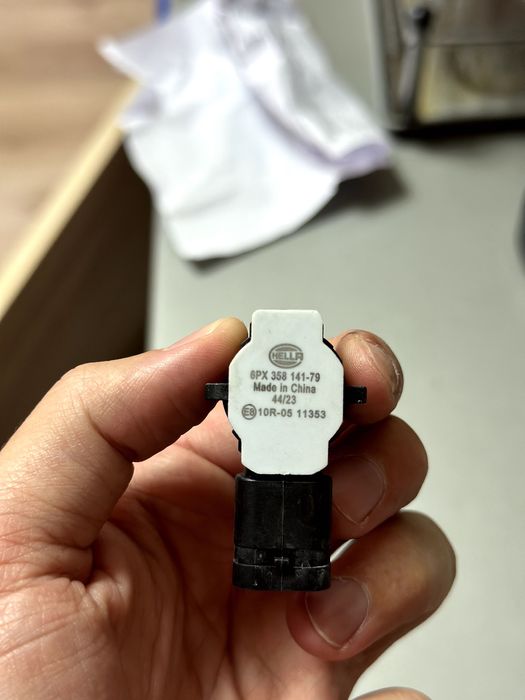 HELLA
6PX 358 141-79
Made in China
44/23
E8 10R-05 11353